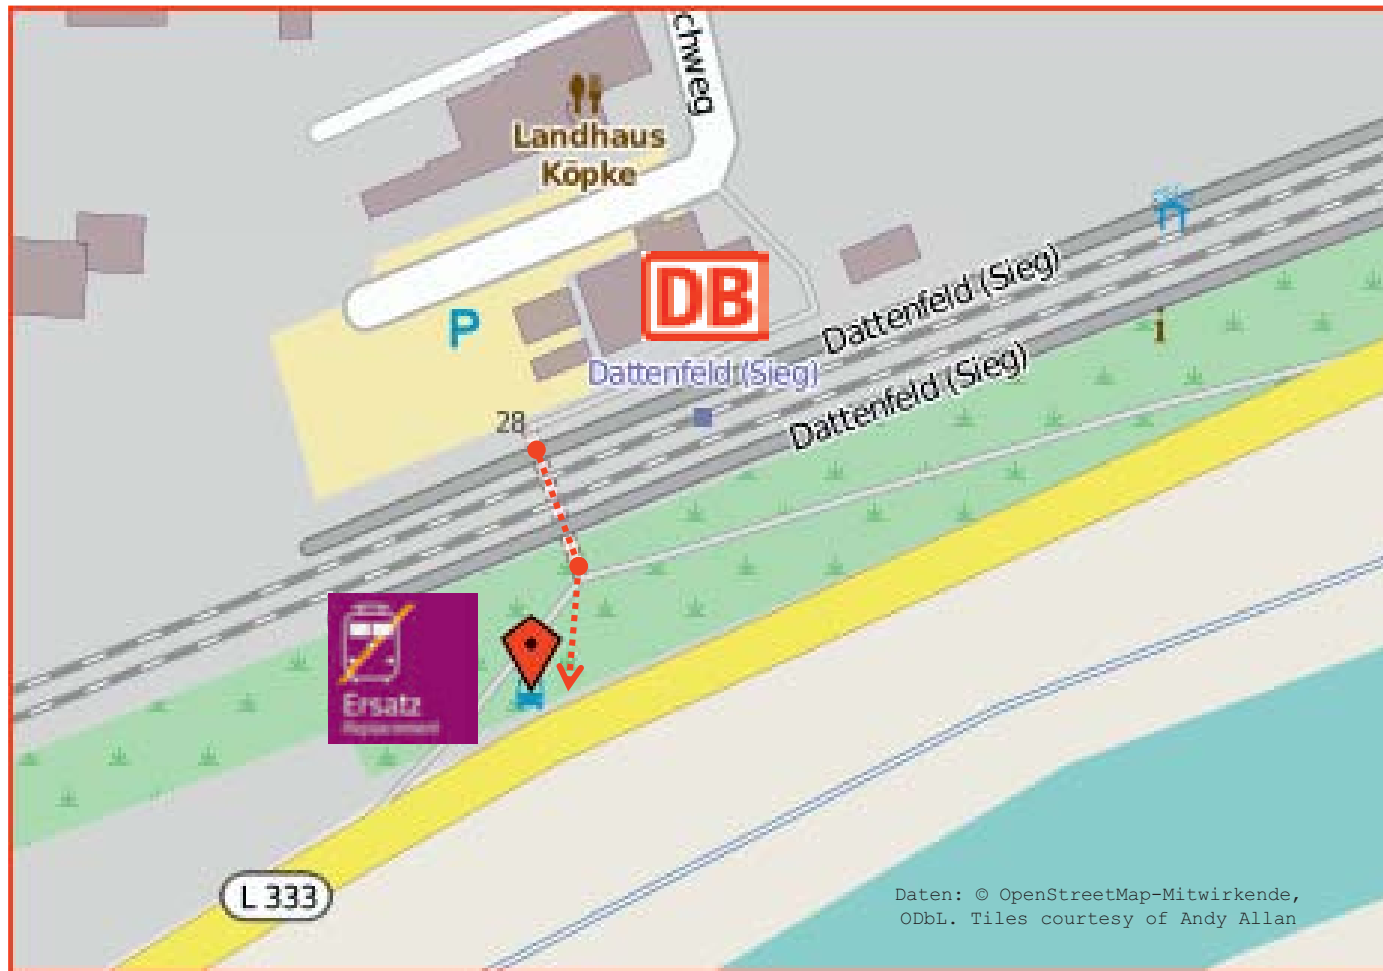 chweg
Landhaus
Köpke
DB
P
Dattenfeld (Sieg)
Dattenfeld (Sieg)
Dattenfeld (Sieg)
28
i
Ersatz
L 333
Daten: © OpenStreetMap-Mitwirkende,
ODbL. Tiles courtesy of Andy Allan